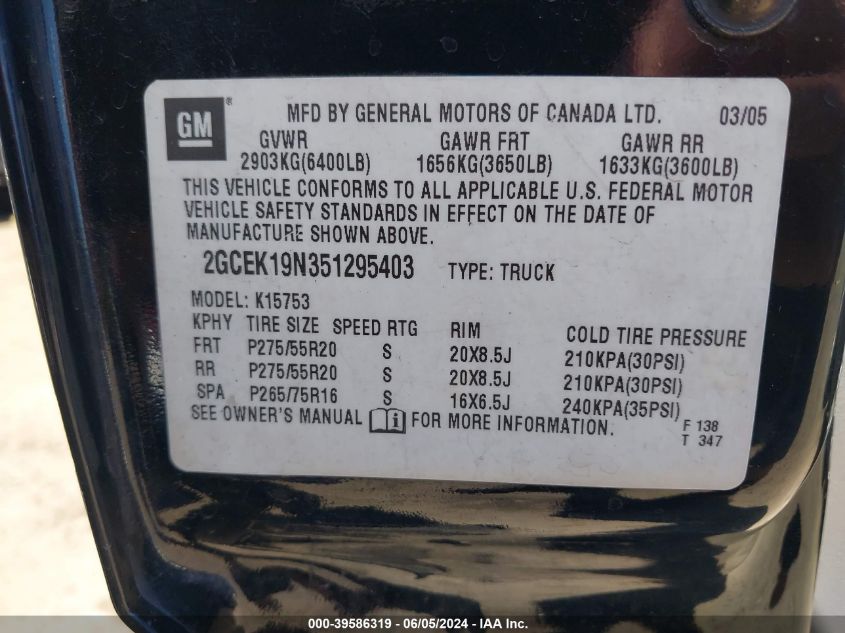 GM ® MFD BY GENERAL MOTORS OF CANADA LTD. 03/05
GVWR GAWR FRT GAWR RR
2903KG(6400LB) 1656KG(3650LB) 1633KG(3600LB)
THIS VEHICLE CONFORMS TO ALL APPLICABLE U.S. FEDERAL MOTOR
VEHICLE SAFETY STANDARDS IN EFFECT ON THE DATE OF
MANUFACTURE SHOWN ABOVE.
2GCEK19N351295403 TYPE: TRUCK
MODEL: K15753
KPHY TIRE SIZE SPEED RTG RIM COLD TIRE PRESSURE
FRT P275/55R20 S 20X8.5J 210KPA(30PSI)
RR P275/55R20 S 20X8.5J 210KPA(30PSI)
SPA P265/75R16 S 16X6.5J 240KPA(35PSI)
SEE OWNER'S MANUAL i FOR MORE INFORMATION. F 138
T 347
000-39586319 - 06/05/2024 - IAA Inc.